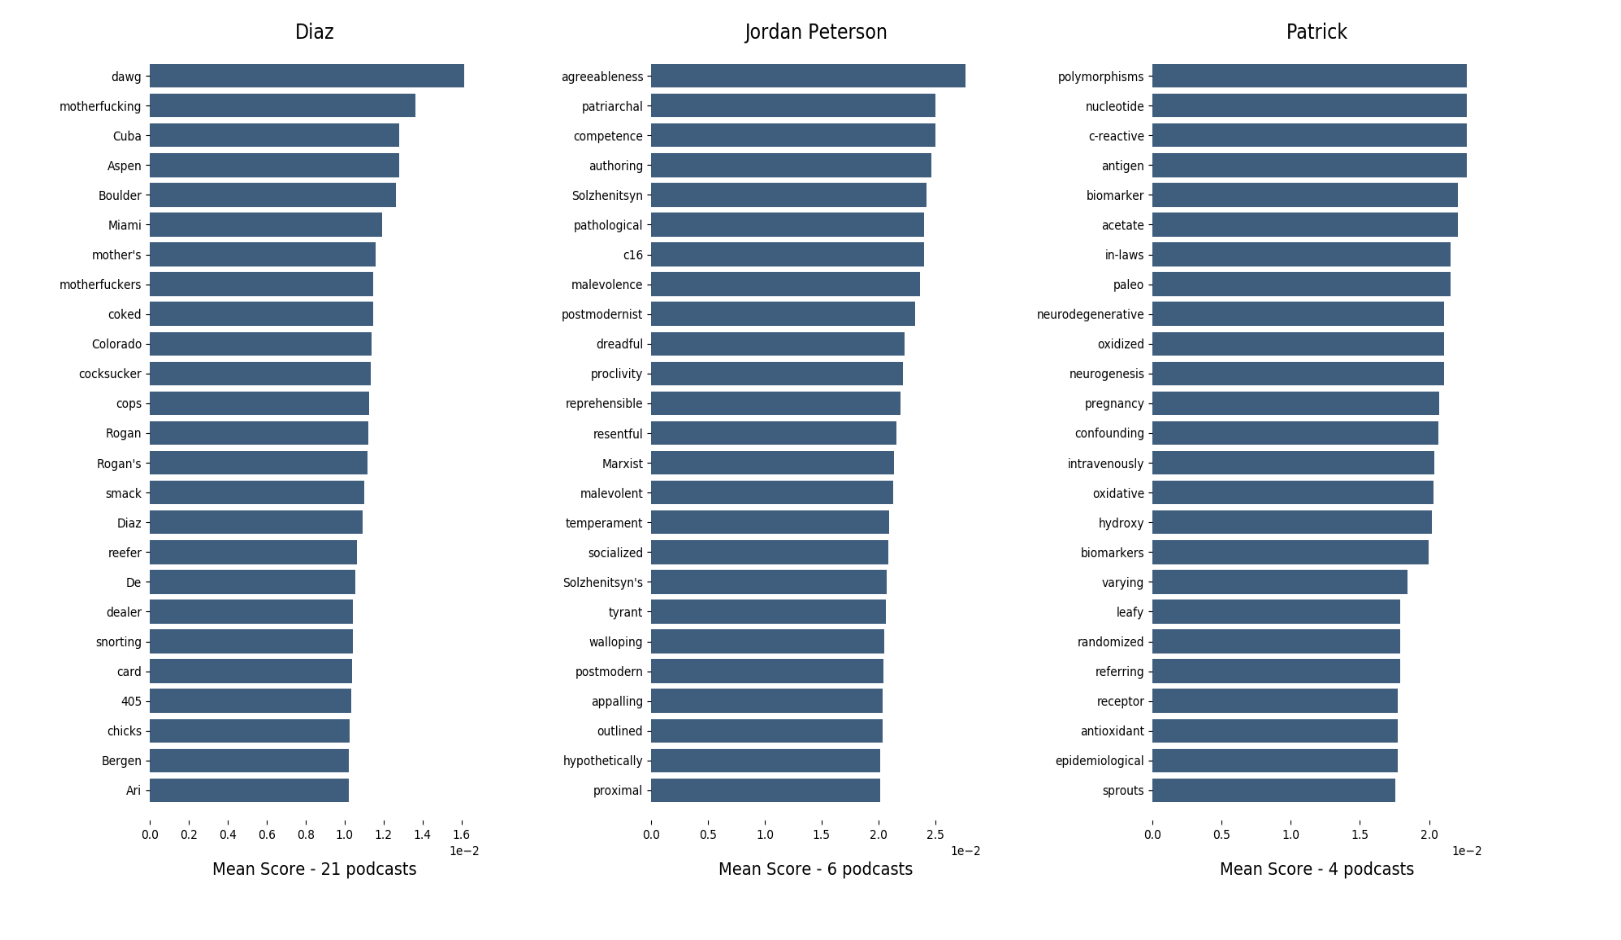 Diaz
dawg
motherfucking
Cuba
Aspen
Boulder
Miami
mother's
motherfuckers
coked
Colorado
cocksucker
cops
Rogan
Rogan's
smack
Diaz
reefer
De
dealer
snorting
card
405
chicks
Bergen
Ari
0.0 0.2 0.4 0.6 0.8 1.0 1.2 1.4 1.6
1e−2
Mean Score - 21 podcasts
Jordan Peterson
agreeableness
patriarchal
competence
authoring
Solzhenitsyn
pathological
c16
malevolence
postmodernist
dreadful
proclivity
reprehensible
resentful
Marxist
malevolent
temperament
socialized
Solzhenitsyn's
tyrant
walloping
postmodern
appalling
outlined
hypothetically
proximal
0.0 0.5 1.0 1.5 2.0 2.5
1e−2
Mean Score - 6 podcasts
Patrick
polymorphisms
nucleotide
c-reactive
antigen
biomarker
acetate
in-laws
paleo
neurodegenerative
oxidized
neurogenesis
pregnancy
confounding
intravenously
oxidative
hydroxy
biomarkers
varying
leafy
randomized
referring
receptor
antioxidant
epidemiological
sprouts
0.0 0.5 1.0 1.5 2.0
1e−2
Mean Score - 4 podcasts